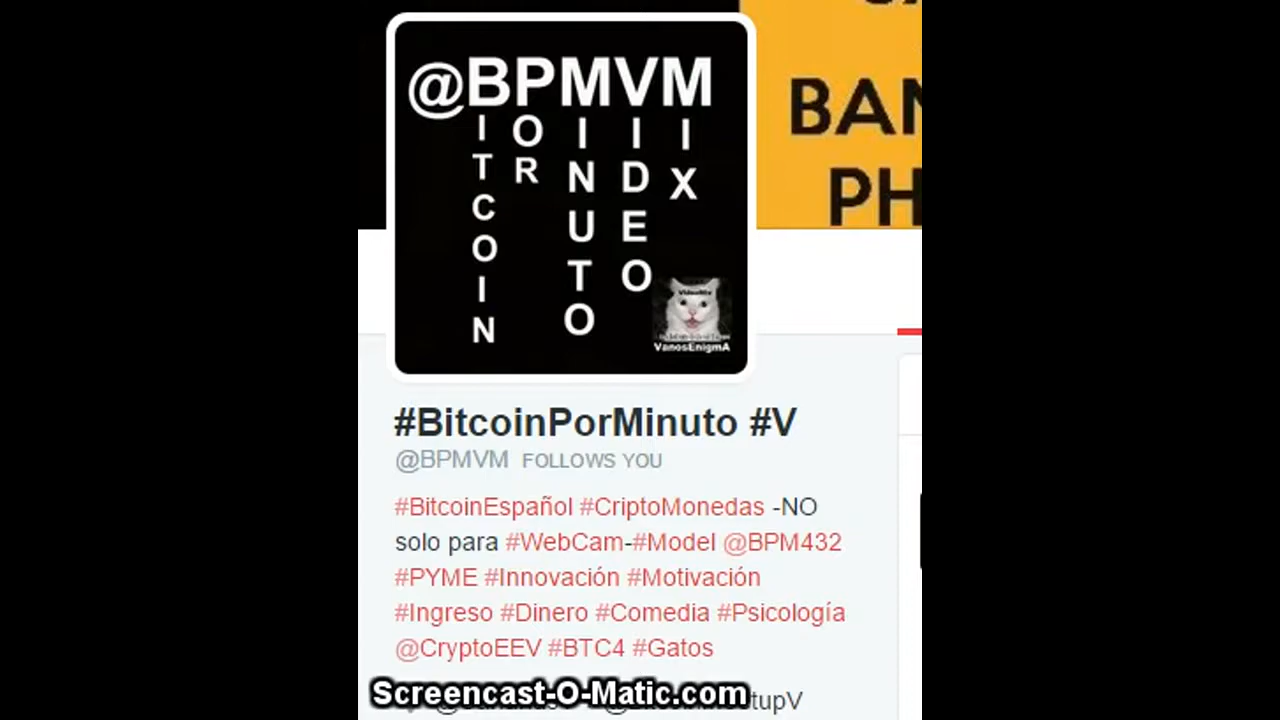 @BPMVM
ITCOIN
OR
INUTO
IDEO
IX
VanosEnigmA
BAN
PH
#BitcoinPorMinuto #V
@BPMVM FOLLOWS YOU
#BitcoinEspañol #CriptoMonedas -NO
solo para #WebCam-#Model @BPM432
#PYME #Innovación #Motivación
#Ingreso #Dinero #Comedia #Psicología
@CryptoEEV #BTC4 #Gatos
Screencast-O-Matic.com